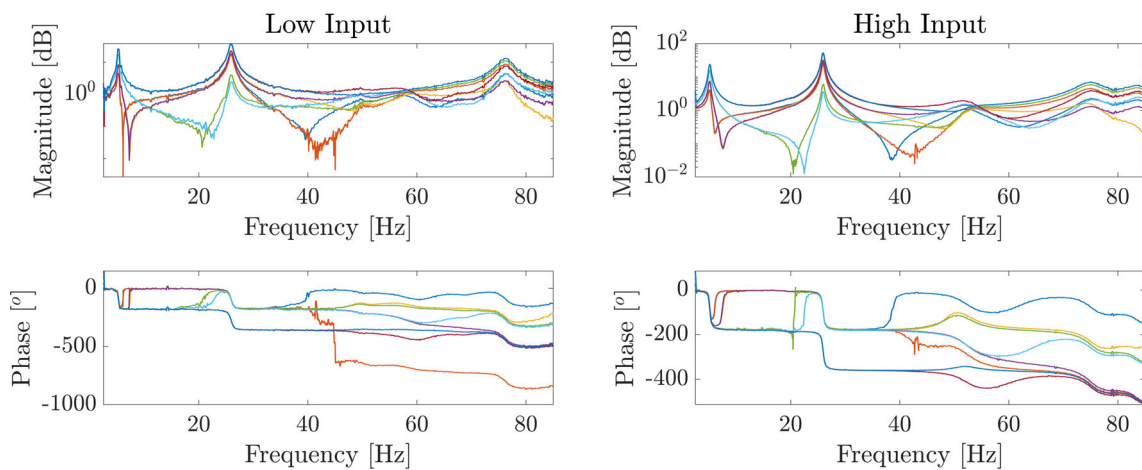 Low Input
Magnitude [dB]
10^0
20 40 60 80
Frequency [Hz]
Phase [^o]
0
-500
-1000
20 40 60 80
Frequency [Hz]
High Input
Magnitude [dB]
10^2
10^0
10^-2
20 40 60 80
Frequency [Hz]
Phase [^o]
0
-200
-400
20 40 60 80
Frequency [Hz]